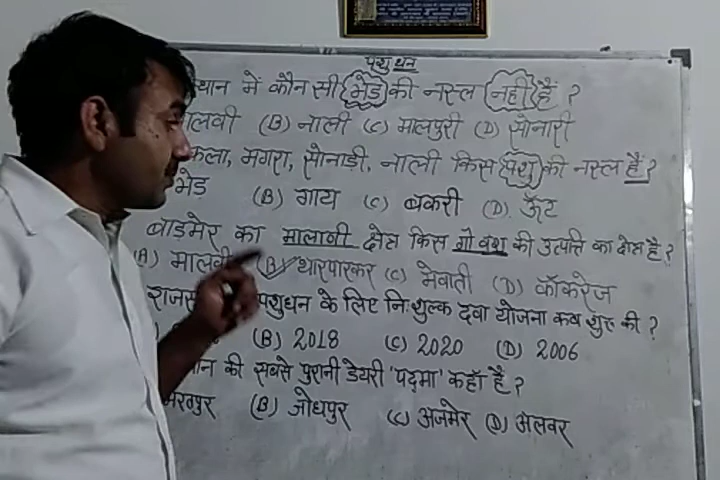 पशुधन
स्थान में कौन सी भेड़ की नस्ल नहीं है ?
मालवी (B) नाली (C) मालपुरी (D) सोनारी
कला, मगरा, सोनाड़ी, नाली किस पशु की नस्ल है ?
भेड़ (B) गाय (C) बकरी (D). ऊँट
बाड़मेर का मालानी क्षेत्र किस गौ वंश की उत्पत्ति का क्षेत्र है ?
(A) मालवी (B) थारपारकर (C) मेवाती (D) कॉकरेज
राजस पशुधन के लिए निःशुल्क दवा योजना कब शुरु की ?
(B) 2018 (C) 2020 (D) 2006
थान की सबसे पुरानी डेयरी 'पद्मा' कहाँ है ?
भरतपुर (B) जोधपुर (C) अजमेर (D) अलवर